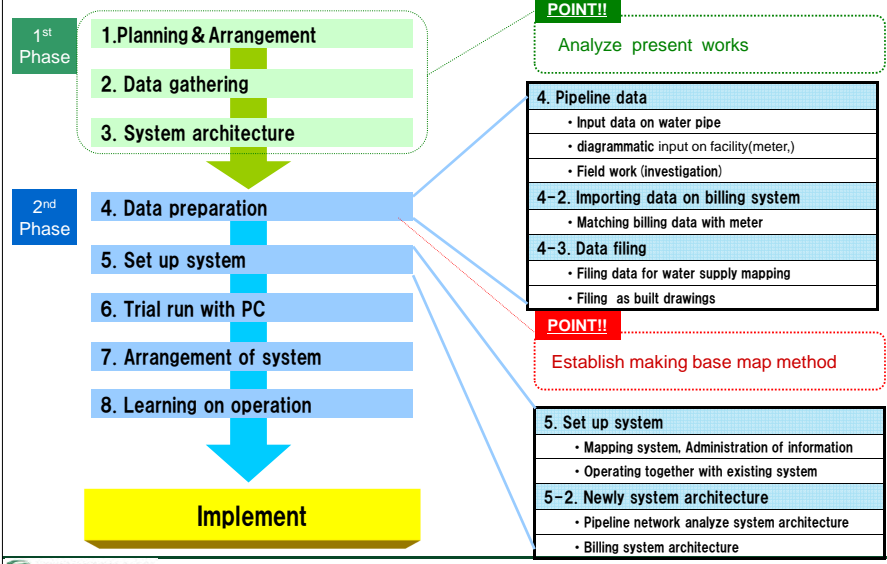 1st
Phase
1.Planning & Arrangement
2. Data gathering
3. System architecture
POINT!!
Analyze present works
2nd
Phase
4. Data preparation
5. Set up system
6. Trial run with PC
7. Arrangement of system
8. Learning on operation
Implement
4. Pipeline data
・Input data on water pipe
・diagrammatic input on facility(meter,)
・Field work (investigation)
4-2. Importing data on billing system
・Matching billing data with meter
4-3. Data filing
・Filing data for water supply mapping
・Filing as built drawings
POINT!!
Establish making base map method
5. Set up system
・Mapping system, Administration of information
・Operating together with existing system
5-2. Newly system architecture
・Pipeline network analyze system architecture
・Billing system architecture